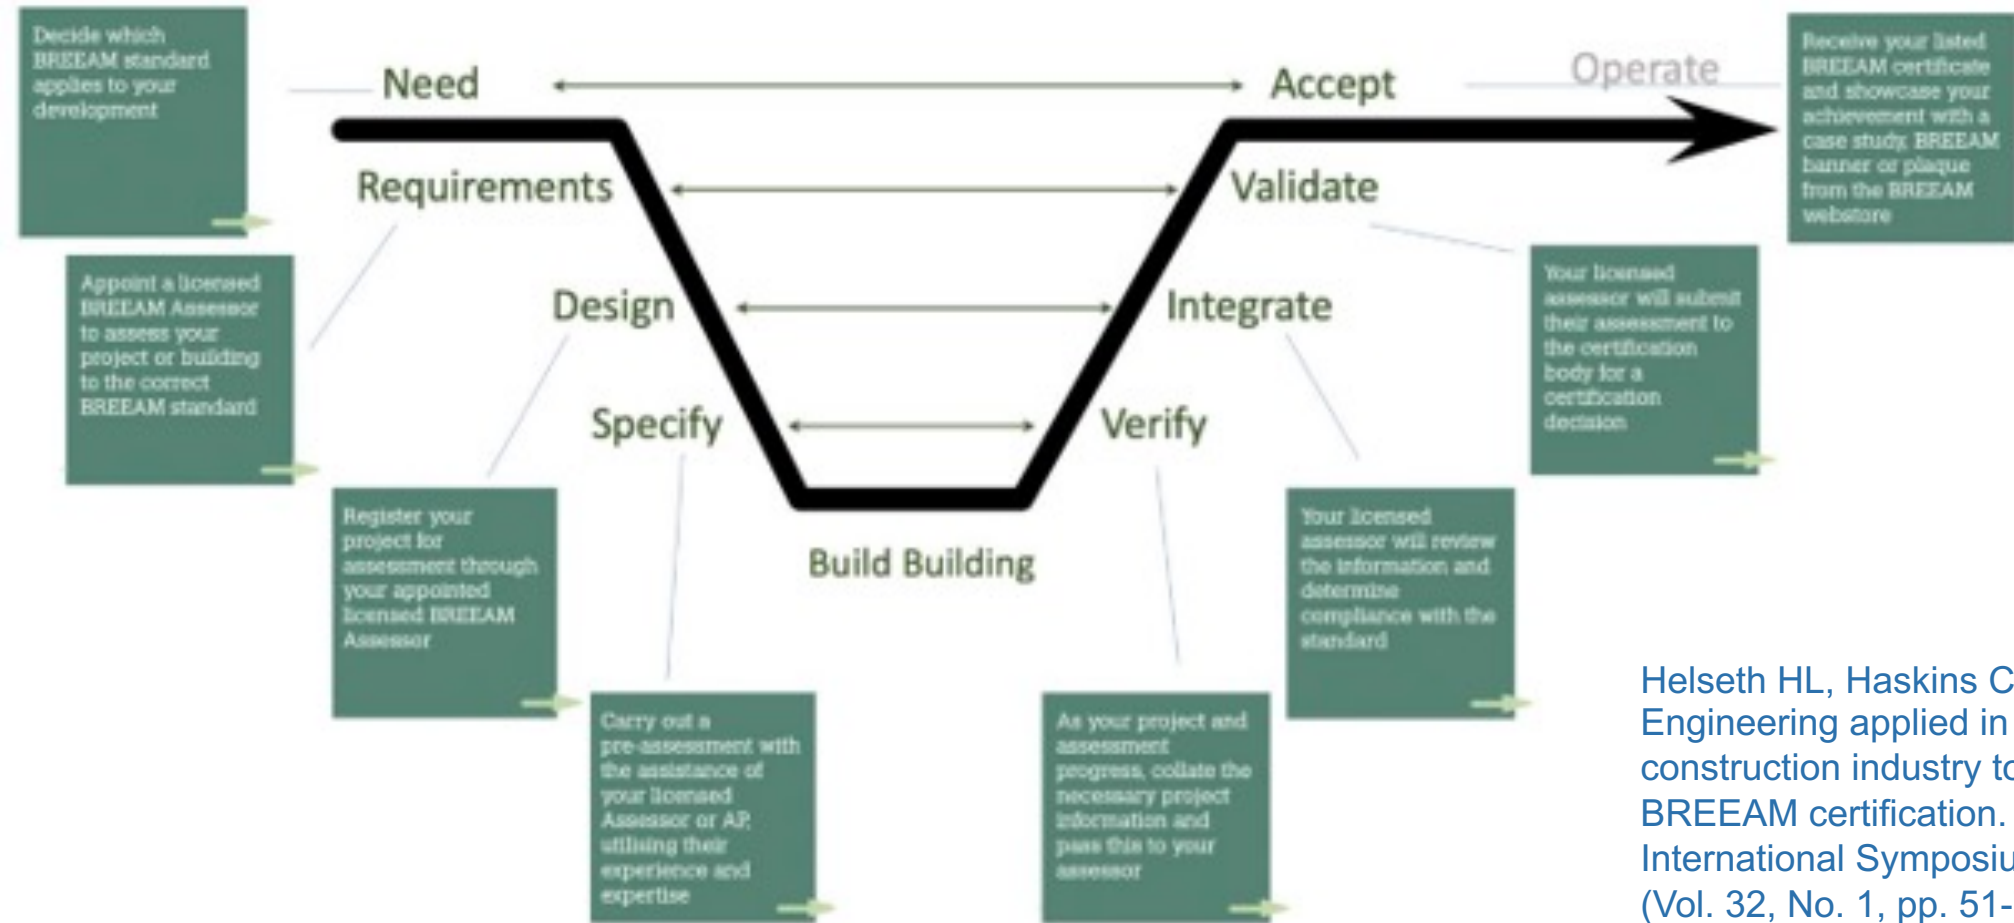 Decide which
BREEAM standard
applies to your
development
Need
Accept
Operate
Receive your listed
BREEAM certificate
and showcase your
achievement with a
case study, BREEAM
banner or plaque
from the BREEAM
webstore
Requirements
Validate
Appoint a licensed
BREEAM Assessor
to assess your
project or building
to the correct
BREEAM standard
Your licensed
assessor will submit
their assessment to
the certification
body for a
certification
decision
Design
Integrate
Specify
Verify
Register your
project for
assessment through
your appointed
licensed BREEAM
Assessor
Your licensed
assessor will review
the information and
determine
compliance with the
standard
Build Building
Carry out a
pre-assessment with
the assistance of
your licensed
Assessor or AP,
utilising their
experience and
expertise
As your project and
assessment
progress, collate the
necessary project
information and
pass this to your
assessor
Helseth HL, Haskins C
Engineering applied in
construction industry to
BREEAM certification.
International Symposiu
(Vol. 32, No. 1, pp. 51-